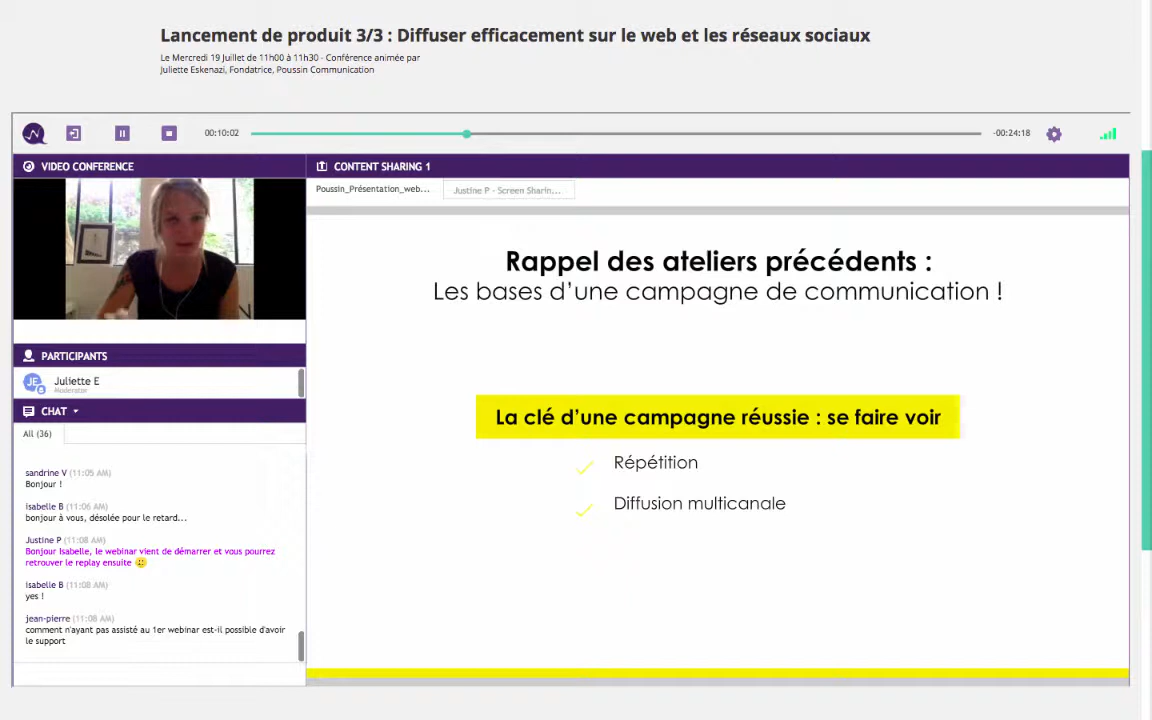 Lancement de produit 3/3 : Diffuser efficacement sur le web et les réseaux sociaux
Le Mercredi 19 Juillet de 11h00 à 11h30 - Conférence animée par
Juliette Eskenazi, Fondatrice, Poussin Communication
00:10:02
-00:24:18
VIDEO CONFERENCE
CONTENT SHARING 1
Poussin_Présentation_web...
Justine P - Screen Sharin...
Rappel des ateliers précédents :
Les bases d’une campagne de communication !
La clé d’une campagne réussie : se faire voir
Répétition
Diffusion multicanale
PARTICIPANTS
JE
Juliette E
Moderator
CHAT
All (36)
sandrine V (11:05 AM)
Bonjour !
isabelle B (11:06 AM)
bonjour à vous, désolée pour le retard...
Justine P (11:08 AM)
Bonjour Isabelle, le webinar vient de démarrer et vous pourrez
retrouver le replay ensuite 🙂
isabelle B (11:08 AM)
yes !
jean-pierre (11:08 AM)
comment n'ayant pas assisté au 1er webinar est-il possible d'avoir
le support